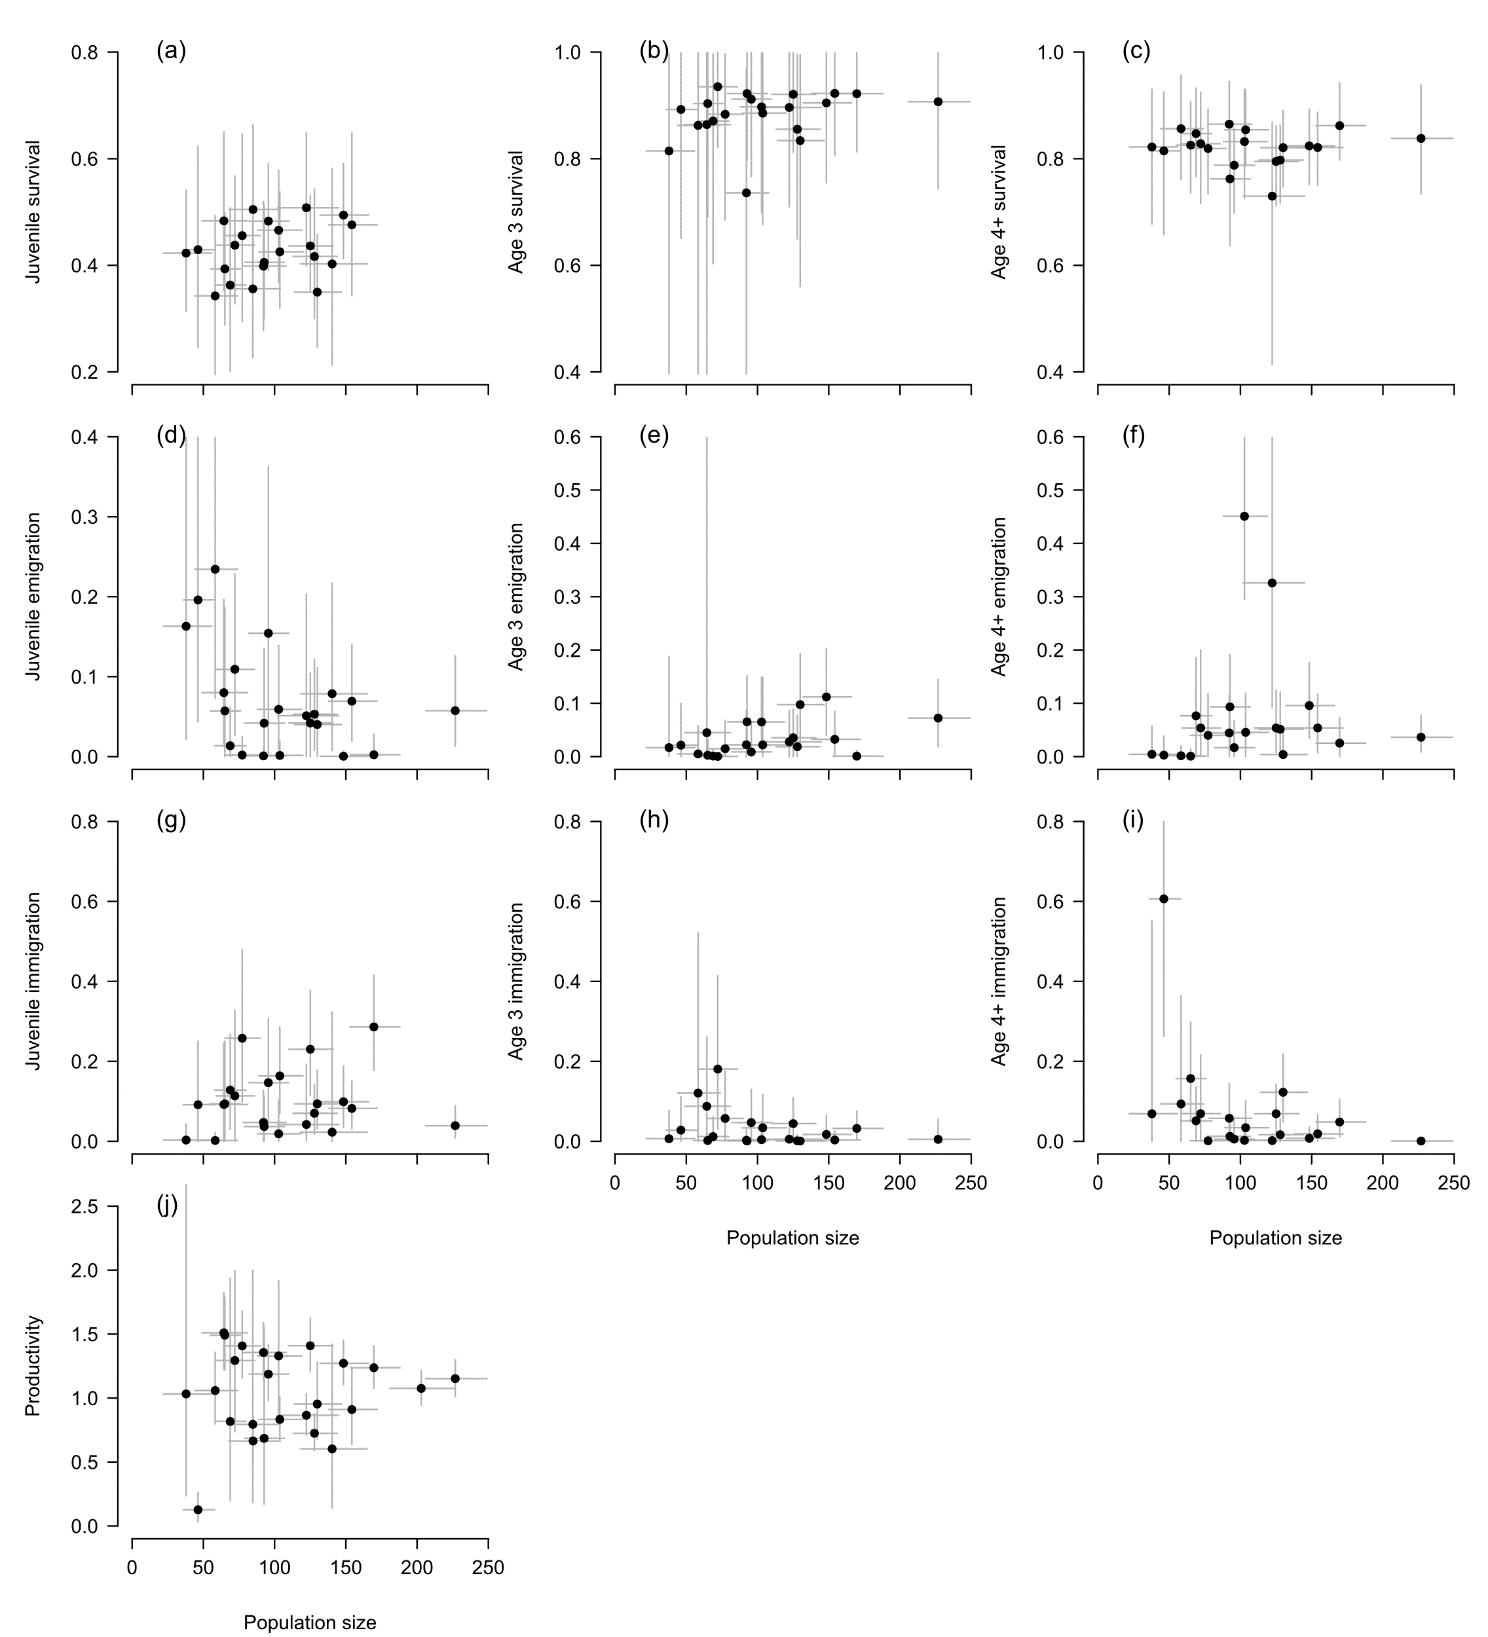 (a)
0.8
0.6
0.4
0.2
Juvenile survival
(b)
1.0
0.8
0.6
0.4
Age 3 survival
(c)
1.0
0.8
0.6
0.4
Age 4+ survival
(d)
0.4
0.3
0.2
0.1
0.0
Juvenile emigration
(e)
0.6
0.5
0.4
0.3
0.2
0.1
0.0
Age 3 emigration
(f)
0.6
0.5
0.4
0.3
0.2
0.1
0.0
Age 4+ emigration
(g)
0.8
0.6
0.4
0.2
0.0
Juvenile immigration
(h)
0.8
0.6
0.4
0.2
0.0
Age 3 immigration
0 50 100 150 200 250
Population size
(i)
0.8
0.6
0.4
0.2
0.0
Age 4+ immigration
0 50 100 150 200 250
Population size
(j)
2.5
2.0
1.5
1.0
0.5
0.0
Productivity
0 50 100 150 200 250
Population size